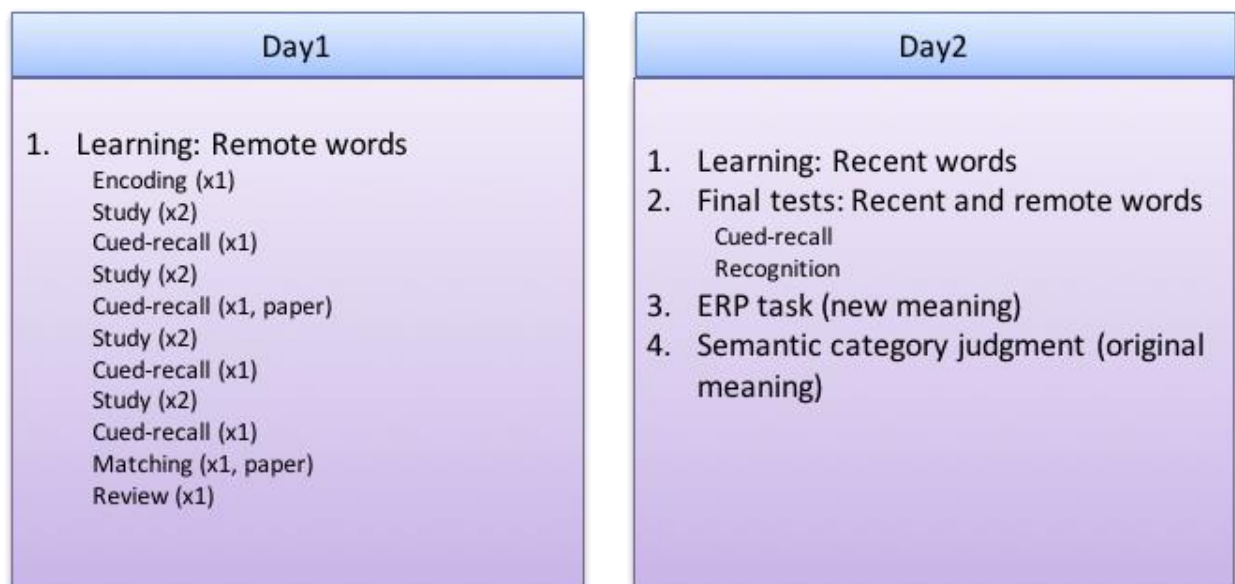 Day1
1. Learning: Remote words
Encoding (x1)
Study (x2)
Cued-recall (x1)
Study (x2)
Cued-recall (x1, paper)
Study (x2)
Cued-recall (x1)
Study (x2)
Cued-recall (x1)
Matching (x1, paper)
Review (x1)
Day2
1. Learning: Recent words
2. Final tests: Recent and remote words
Cued-recall
Recognition
3. ERP task (new meaning)
4. Semantic category judgment (original
meaning)